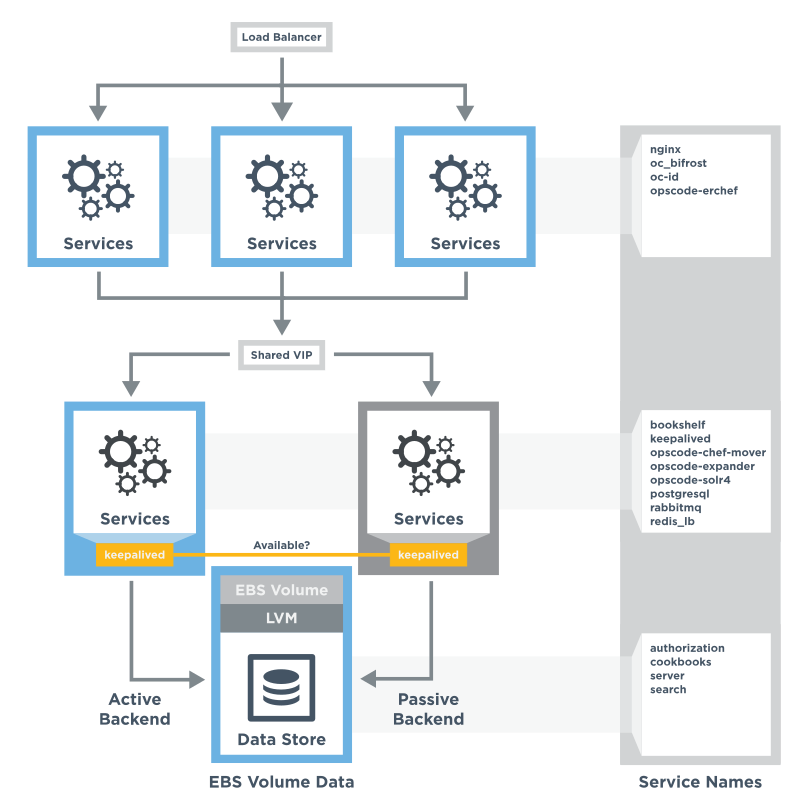 Load Balancer
Services
Services
Services
nginx
oc_bifrost
oc-id
opscode-erchef
Shared VIP
Services
Services
keepalived
Available?
keepalived
bookshelf
keepalived
opscode-chef-mover
opscode-expander
opscode-solr4
postgresql
rabbitmq
redis_lb
EBS Volume
LVM
Data Store
Active
Backend
Passive
Backend
authorization
cookbooks
server
search
EBS Volume Data
Service Names